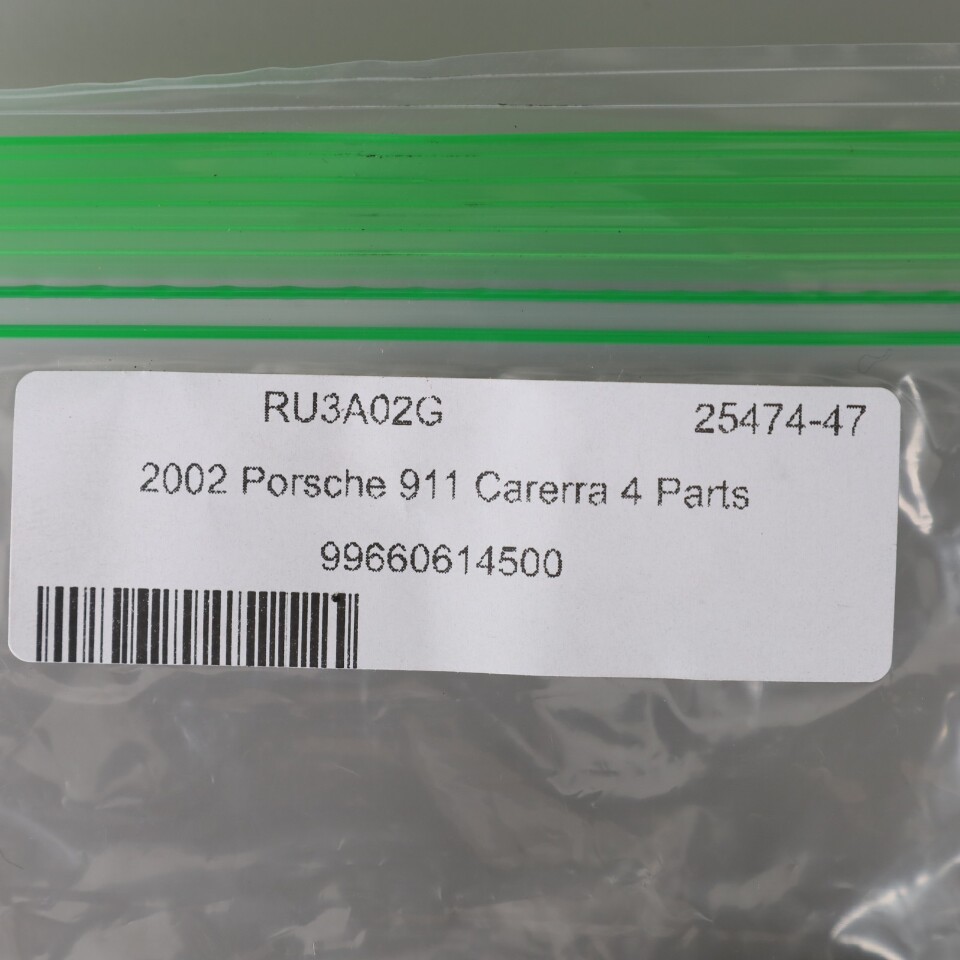 RU3A02G 25474-47
2002 Porsche 911 Carerra 4 Parts
99660614500